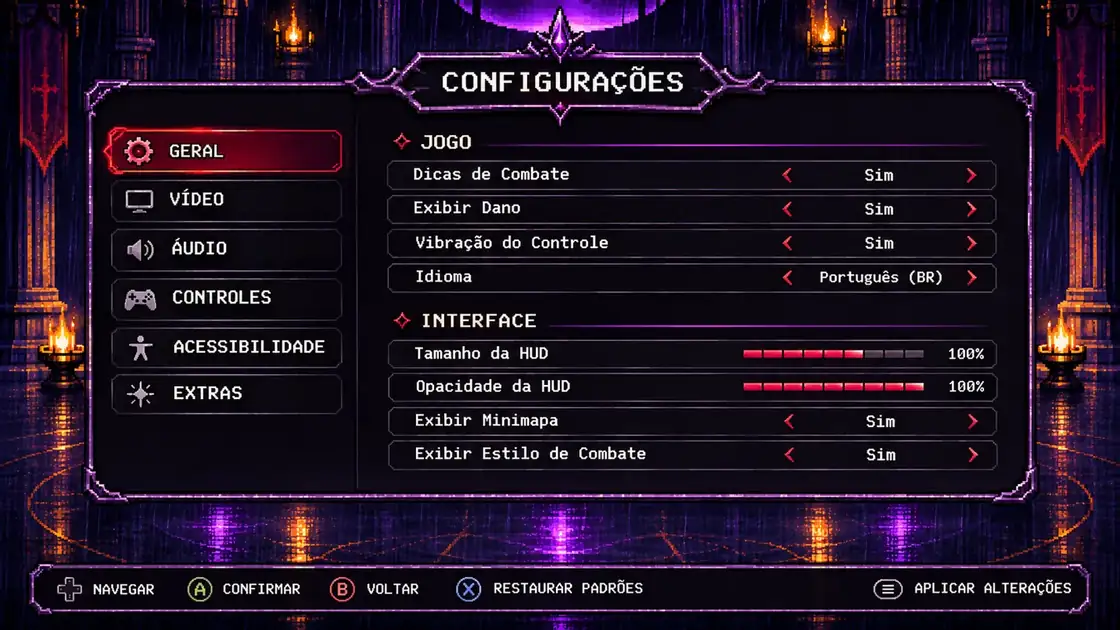 CONFIGURAÇÕES
GERAL
VÍDEO
ÁUDIO
CONTROLES
ACESSIBILIDADE
EXTRAS
JOGO
Dicas de Combate Sim
Exibir Dano Sim
Vibração do Controle Sim
Idioma Português (BR)
INTERFACE
Tamanho da HUD 100%
Opacidade da HUD 100%
Exibir Minimapa Sim
Exibir Estilo de Combate Sim
NAVEGAR A CONFIRMAR B VOLTAR X RESTAURAR PADRÕES APLICAR ALTERAÇÕES